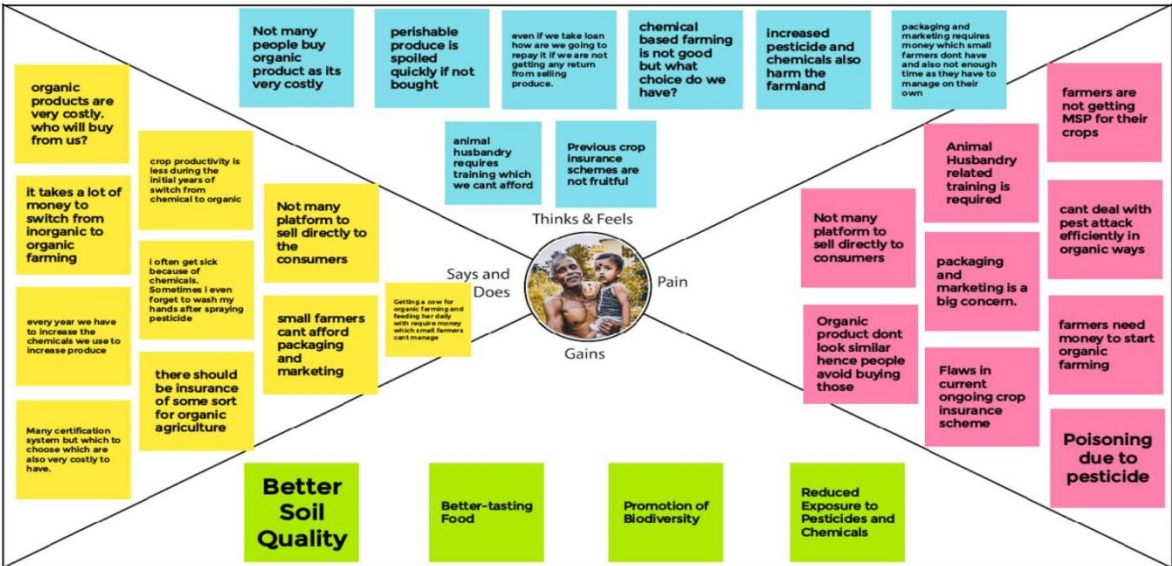 Not many
people buy
organic
product as its
very costly
perishable
produce is
spoiled
quickly if not
bought
even if we take loan
how are we going to
repay it if we are not
getting any return
from selling
produce.
chemical
based farming
is not good
but what
choice do we
have?
increased
pesticide and
chemicals also
harm the
farmland
packaging and
marketing requires
money which small
farmers dont have
and also not enough
time as they have to
manage on their
own
animal
husbandry
requires
training which
we cant afford
Previous crop
insurance
schemes are
not fruitful
Thinks & Feels
organic
products are
very costly.
who will buy
from us?
crop productivity is
less during the
initial years of
switch from
chemical to organic
it takes a lot of
money to
switch from
inorganic to
organic
farming
Not many
platform to
sell directly to
the
consumers
i often get sick
because of
chemicals.
Sometimes i even
forget to wash my
hands after spraying
pesticide
every year we have
to increase the
chemicals we use to
increase produce
small farmers
cant afford
packaging
and
marketing
Getting a cow for
organic farming and
feeding her daily
with require money
which small farmers
cant manage
there should
be insurance
of some sort
for organic
agriculture
Many certification
system but which to
choose which are
also very costly to
have.
Says and
Does
Pain
Gains
farmers are
not getting
MSP for their
crops
Animal
Husbandry
related
training is
required
Not many
platform to
sell directly to
consumers
cant deal with
pest attack
efficiently in
organic ways
packaging
and
marketing is
a big concern.
Organic
product dont
look similar
hence people
avoid buying
those
farmers need
money to start
organic
farming
Flaws in
current
ongoing crop
insurance
scheme
Poisoning
due to
pesticide
Better
Soil
Quality
Better-tasting
Food
Promotion of
Biodiversity
Reduced
Exposure to
Pesticides and
Chemicals